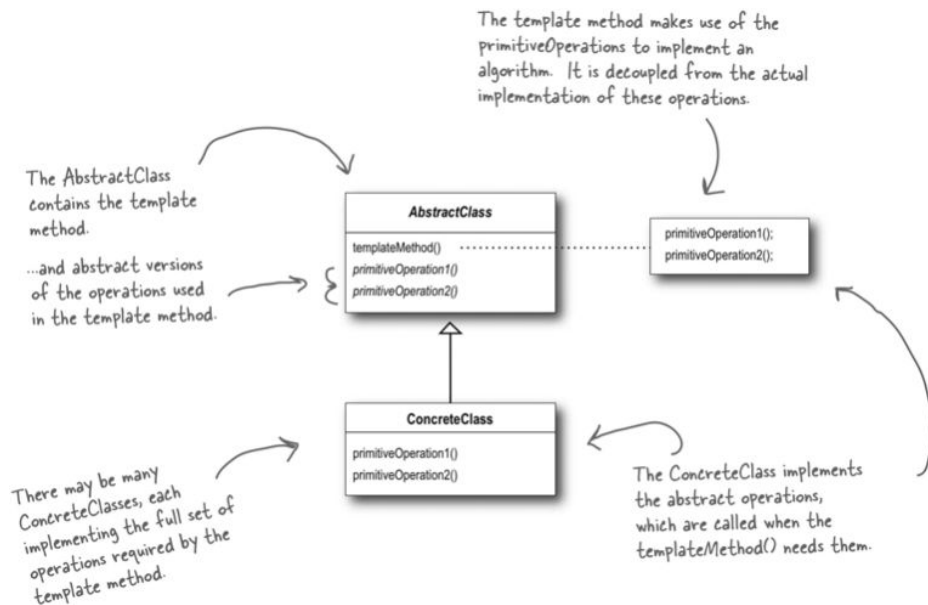 The template method makes use of the
primitiveOperations to implement an
algorithm. It is decoupled from the actual
implementation of these operations.
The AbstractClass
contains the template
method.
...and abstract versions
of the operations used
in the template method.
AbstractClass
templateMethod()
primitiveOperation1()
primitiveOperation2()
primitiveOperation1();
primitiveOperation2();
ConcreteClass
primitiveOperation1()
primitiveOperation2()
There may be many
ConcreteClasses, each
implementing the full set of
operations required by the
template method.
The ConcreteClass implements
the abstract operations,
which are called when the
templateMethod() needs them.